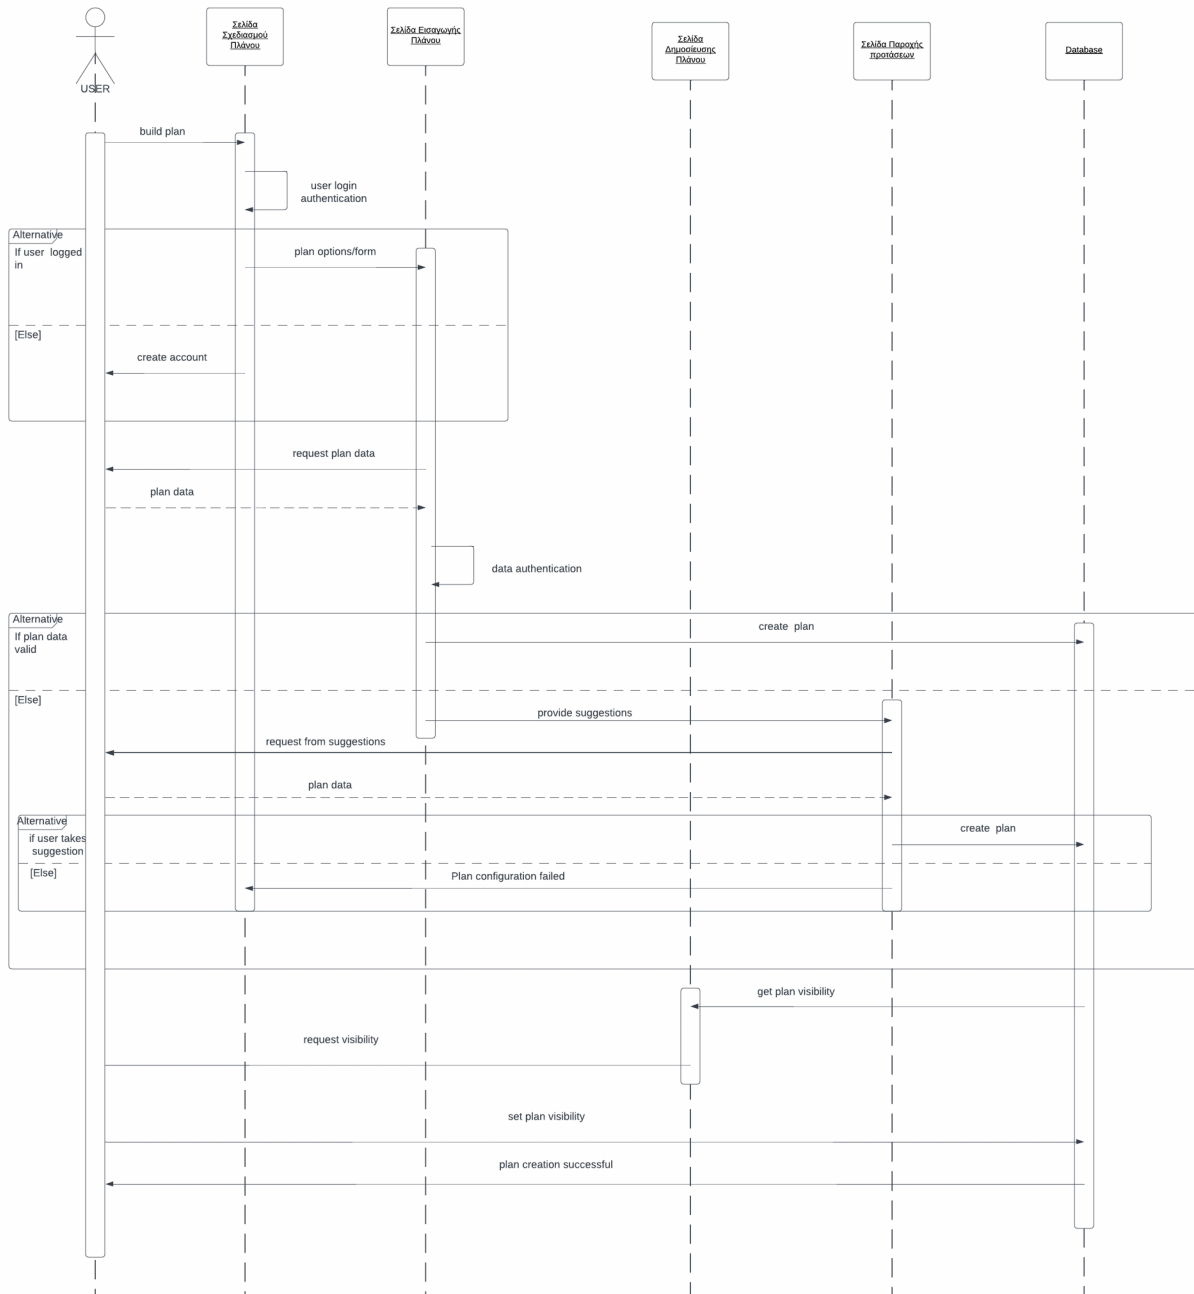 USER
Σελίδα
Σχεδιασμού
Πλάνου
Σελίδα Εισαγωγής
Πλάνου
Σελίδα
Δημοσίευσης
Πλάνου
Σελίδα Παροχής
προτάσεων
Database
build plan
user login
authentication
Alternative
If user  logged
in
plan options/form
[Else]
create account
request plan data
plan data
data authentication
Alternative
If plan data
valid
create  plan
[Else]
provide suggestions
request from suggestions
plan data
Alternative
if user takes
suggestion
create  plan
[Else]
Plan configuration failed
get plan visibility
request visibility
set plan visibility
plan creation successful